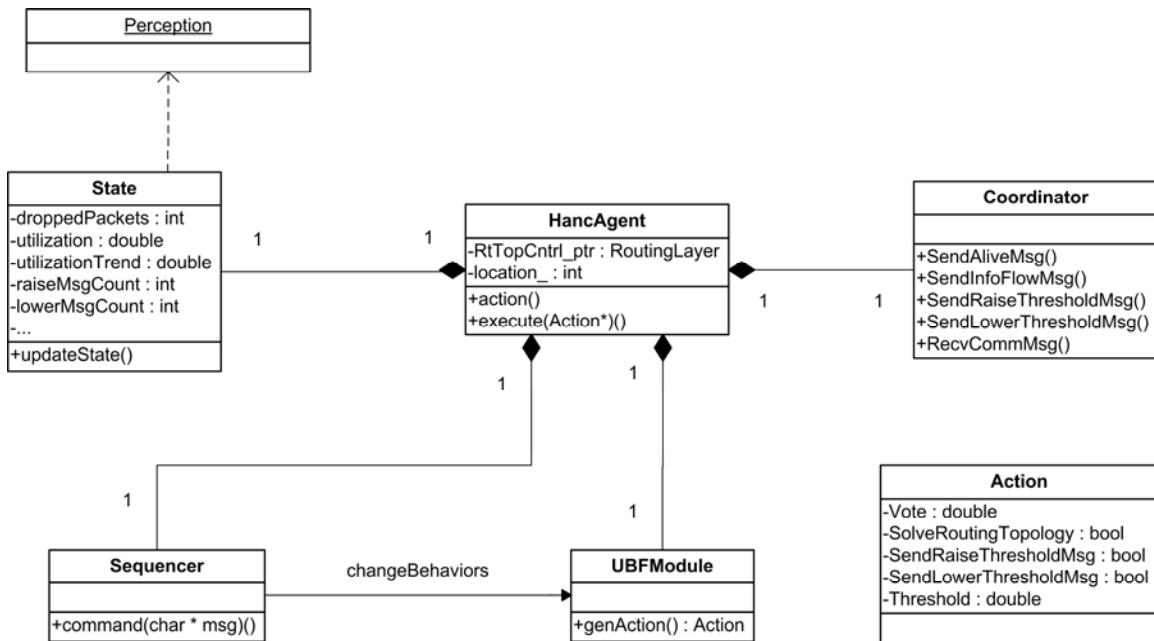 Perception
State
-droppedPackets : int
-utilization : double
-utilizationTrend : double
-raiseMsgCount : int
-lowerMsgCount : int
-...
+updateState()
1
1
HancAgent
-RtTopCntrl_ptr : RoutingLayer
-location_ : int
+action()
+execute(Action*)()
1
1
Coordinator
+SendAliveMsg()
+SendInfoFlowMsg()
+SendRaiseThresholdMsg()
+SendLowerThresholdMsg()
+RecvCommMsg()
1
1
1
1
Sequencer
+command(char * msg)()
changeBehaviors
UBFModule
+genAction() : Action
Action
-Vote : double
-SolveRoutingTopology : bool
-SendRaiseThresholdMsg : bool
-SendLowerThresholdMsg : bool
-Threshold : double